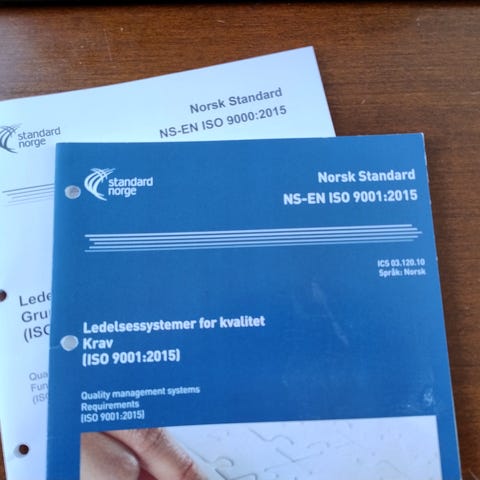 standard
norge
Norsk Standard
NS-EN ISO 9000:2015
standard
norge
Norsk Standard
NS-EN ISO 9001:2015
ICS 03.120.10
Språk: Norsk
Lede
Gru
(ISO
Qua
Fun
(ISO
Ledelsessystemer for kvalitet
Krav
(ISO 9001:2015)
Quality management systems
Requirements
(ISO 9001:2015)